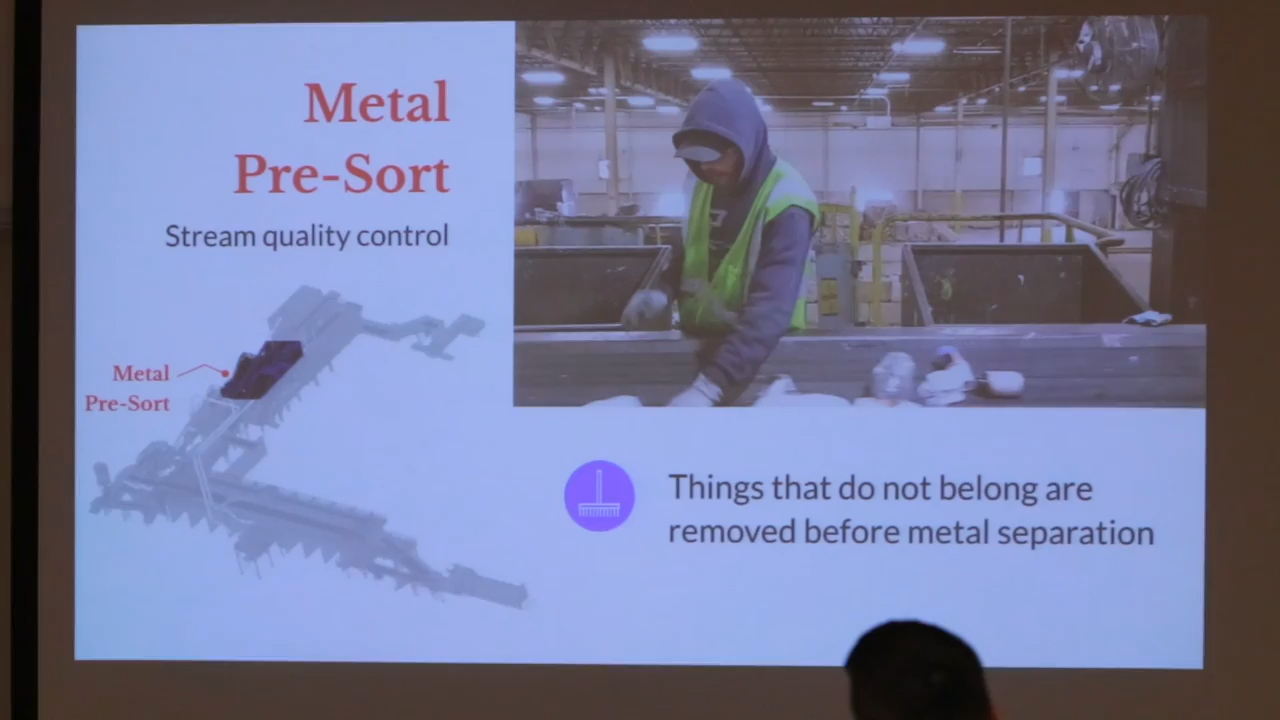 Metal
Pre-Sort
Stream quality control
Metal
Pre-Sort
Things that do not belong are
removed before metal separation